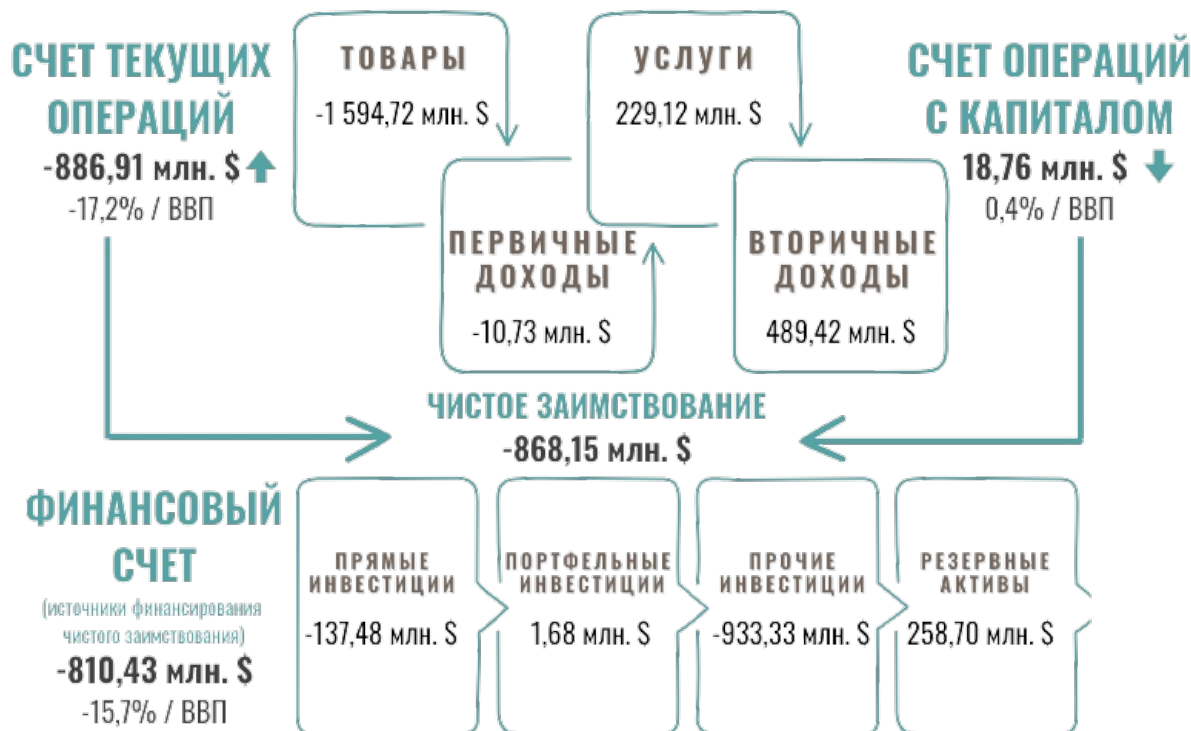 СЧЕТ ТЕКУЩИХ
ОПЕРАЦИЙ
-886,91 млн. $
-17,2% / ВВП
ТОВАРЫ
-1 594,72 млн. $
УСЛУГИ
229,12 млн. $
СЧЕТ ОПЕРАЦИЙ
С КАПИТАЛОМ
18,76 млн. $
0,4% / ВВП
ПЕРВИЧНЫЕ
ДОХОДЫ
-10,73 млн. $
ВТОРИЧНЫЕ
ДОХОДЫ
489,42 млн. $
ЧИСТОЕ ЗАИМСТВОВАНИЕ
-868,15 млн. $
ФИНАНСОВЫЙ
СЧЕТ
(источники финансирования
чистого заимствования)
-810,43 млн. $
-15,7% / ВВП
ПРЯМЫЕ
ИНВЕСТИЦИИ
-137,48 млн. $
ПОРТФЕЛЬНЫЕ
ИНВЕСТИЦИИ
1,68 млн. $
ПРОЧИЕ
ИНВЕСТИЦИИ
-933,33 млн. $
РЕЗЕРВНЫЕ
АКТИВЫ
258,70 млн. $